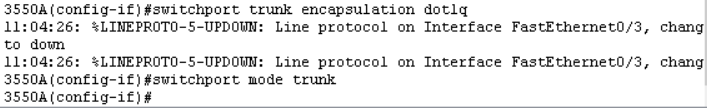 3550A(config-if)#switchport trunk encapsulation dot1q
11:04:26: %LINEPROTO-5-UPDOWN: Line protocol on Interface FastEthernet0/3, chang
to down
11:04:26: %LINEPROTO-5-UPDOWN: Line protocol on Interface FastEthernet0/3, chang
3550A(config-if)#switchport mode trunk
3550A(config-if)#